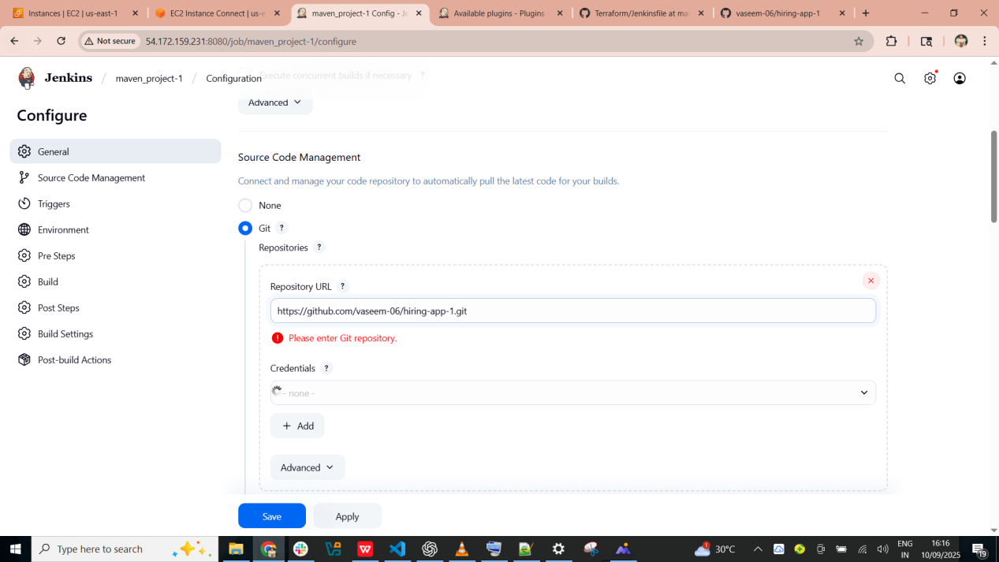 Instances | EC2 | us-east-1
EC2 Instance Connect | us-e
maven_project-1 Config - Je
Available plugins - Plugins
Terraform/Jenkinsfile at mai
vaseem-06/hiring-app-1
Not secure
54.172.159.231:8080/job/maven_project-1/configure
Jenkins / maven_project-1 / Configuration
Execute concurrent builds if necessary ?
Advanced
Configure
General
Source Code Management
Triggers
Environment
Pre Steps
Build
Post Steps
Build Settings
Post-build Actions
Source Code Management
Connect and manage your code repository to automatically pull the latest code for your builds.
None
Git ?
Repositories ?
Repository URL ?
https://github.com/vaseem-06/hiring-app-1.git
Please enter Git repository.
Credentials ?
- none -
+ Add
Advanced
Save
Apply
Type here to search
30°C
ENG
IN
16:16
10/09/2025
19